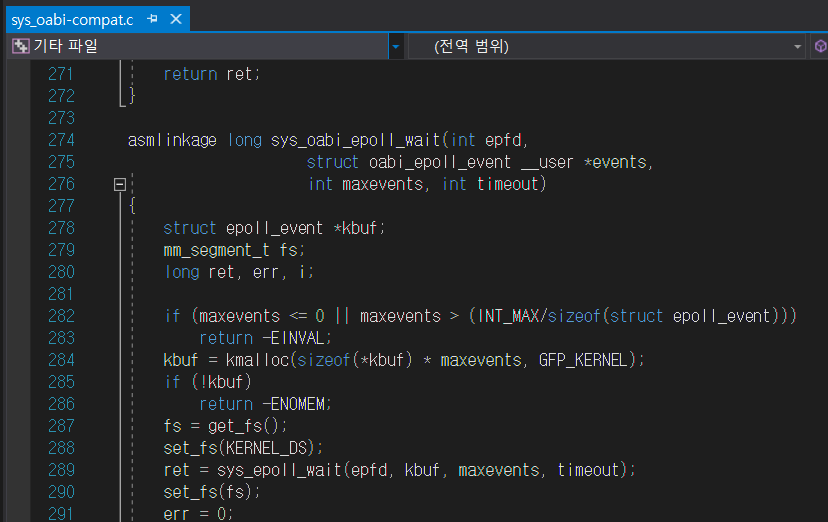 sys_oabi-compat.c
기타 파일 (전역 범위)
271 return ret;
272 }
273
274 asmlinkage long sys_oabi_epoll_wait(int epfd,
275 struct oabi_epoll_event __user *events,
276 int maxevents, int timeout)
277 {
278 struct epoll_event *kbuf;
279 mm_segment_t fs;
280 long ret, err, i;
281
282 if (maxevents <= 0 || maxevents > (INT_MAX/sizeof(struct epoll_event)))
283 return -EINVAL;
284 kbuf = kmalloc(sizeof(*kbuf) * maxevents, GFP_KERNEL);
285 if (!kbuf)
286 return -ENOMEM;
287 fs = get_fs();
288 set_fs(KERNEL_DS);
289 ret = sys_epoll_wait(epfd, kbuf, maxevents, timeout);
290 set_fs(fs);
291 err = 0;